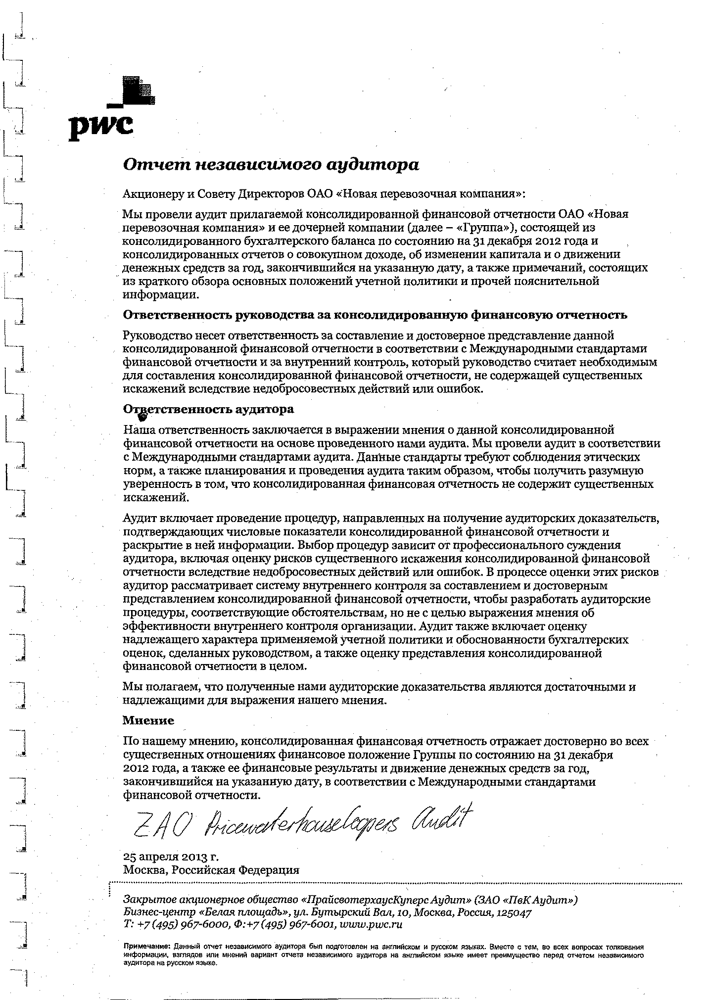 pwc
Отчет независимого аудитора
Акционеру и Совету Директоров ОАО «Новая перевозочная компания»:
Мы провели аудит прилагаемой консолидированной финансовой отчетности ОАО «Новая
перевозочная компания» и ее дочерней компании (далее – «Группа»), состоящей из
консолидированного бухгалтерского баланса по состоянию на 31 декабря 2012 года и
консолидированных отчетов о совокупном доходе, об изменении капитала и о движении
денежных средств за год, закончившийся на указанную дату, а также примечаний, состоящих
из краткого обзора основных положений учетной политики и прочей пояснительной
информации.
Ответственность руководства за консолидированную финансовую отчетность
Руководство несет ответственность за составление и достоверное представление данной
консолидированной финансовой отчетности в соответствии с Международными стандартами
финансовой отчетности и за внутренний контроль, который руководство считает необходимым
для составления консолидированной финансовой отчетности, не содержащей существенных
искажений вследствие недобросовестных действий или ошибок.
Ответственность аудитора
Наша ответственность заключается в выражении мнения о данной консолидированной
финансовой отчетности на основе проведенного нами аудита. Мы провели аудит в соответствии
с Международными стандартами аудита. Данные стандарты требуют соблюдения этических
норм, а также планирования и проведения аудита таким образом, чтобы получить разумную
уверенность в том, что консолидированная финансовая отчетность не содержит существенных
искажений.
Аудит включает проведение процедур, направленных на получение аудиторских доказательств,
подтверждающих числовые показатели консолидированной финансовой отчетности и
раскрытие в ней информации. Выбор процедур зависит от профессионального суждения
аудитора, включая оценку рисков существенного искажения консолидированной финансовой
отчетности вследствие недобросовестных действий или ошибок. В процессе оценки этих рисков
аудитор рассматривает систему внутреннего контроля за составлением и достоверным
представлением консолидированной финансовой отчетности, чтобы разработать аудиторские
процедуры, соответствующие обстоятельствам, но не с целью выражения мнения об
эффективности внутреннего контроля организации. Аудит также включает оценку
надлежащего характера применяемой учетной политики и обоснованности бухгалтерских
оценок, сделанных руководством, а также оценку представления консолидированной
финансовой отчетности в целом.
Мы полагаем, что полученные нами аудиторские доказательства являются достаточными и
надлежащими для выражения нашего мнения.
Мнение
По нашему мнению, консолидированная финансовая отчетность отражает достоверно во всех
существенных отношениях финансовое положение Группы по состоянию на 31 декабря
2012 года, а также ее финансовые результаты и движение денежных средств за год,
закончившийся на указанную дату, в соответствии с Международными стандартами
финансовой отчетности.
ZAO PricewaterhouseCoopers Audit
25 апреля 2013 г.
Москва, Российская Федерация
Закрытое акционерное общество «ПрайсвотерхаусКуперс Аудит» (ЗАО «ПвК Аудит»)
Бизнес-центр «Белая площадь», ул. Бутырский Вал, 10, Москва, Россия, 125047
Т: +7 (495) 967-6000, Ф:+7 (495) 967-6001, www.pwc.ru
Примечание: Данный отчет независимого аудитора был подготовлен на английском и русском языках. Вместе с тем, во всех вопросах толкования
информации, взглядов или мнений вариант отчета независимого аудитора на английском языке имеет преимущество перед отчетом независимого
аудитора на русском языке.